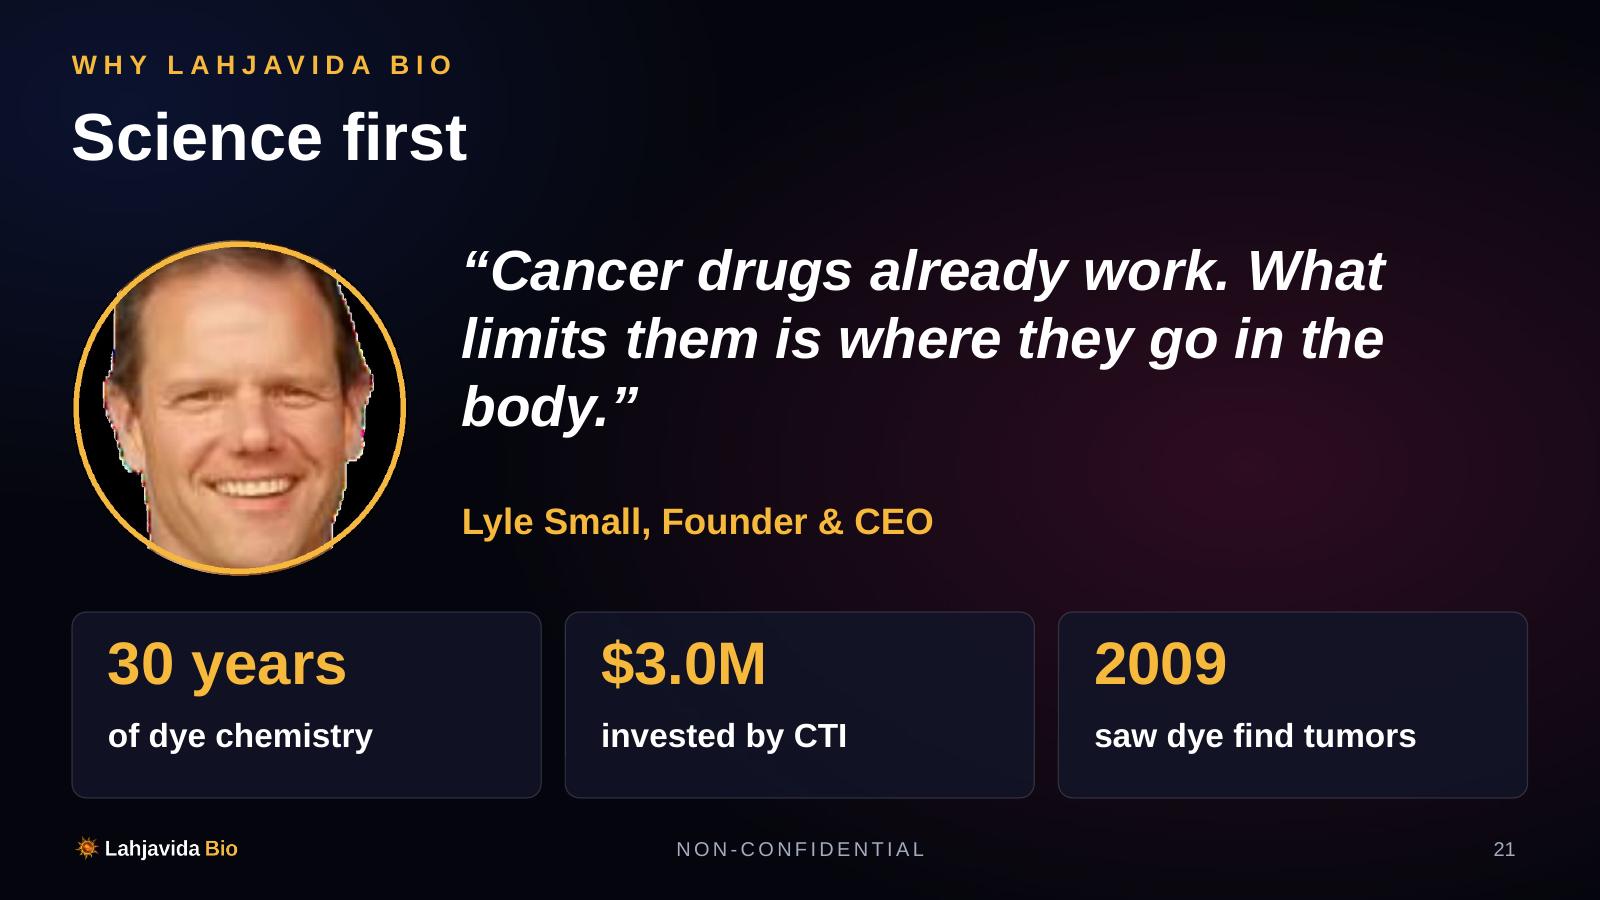 WHY LAHJAVIDA BIO
Science first
“Cancer drugs already work. What
limits them is where they go in the
body.”
Lyle Small, Founder & CEO
30 years
of dye chemistry
$3.0M
invested by CTI
2009
saw dye find tumors
Lahjavida Bio
NON-CONFIDENTIAL
21